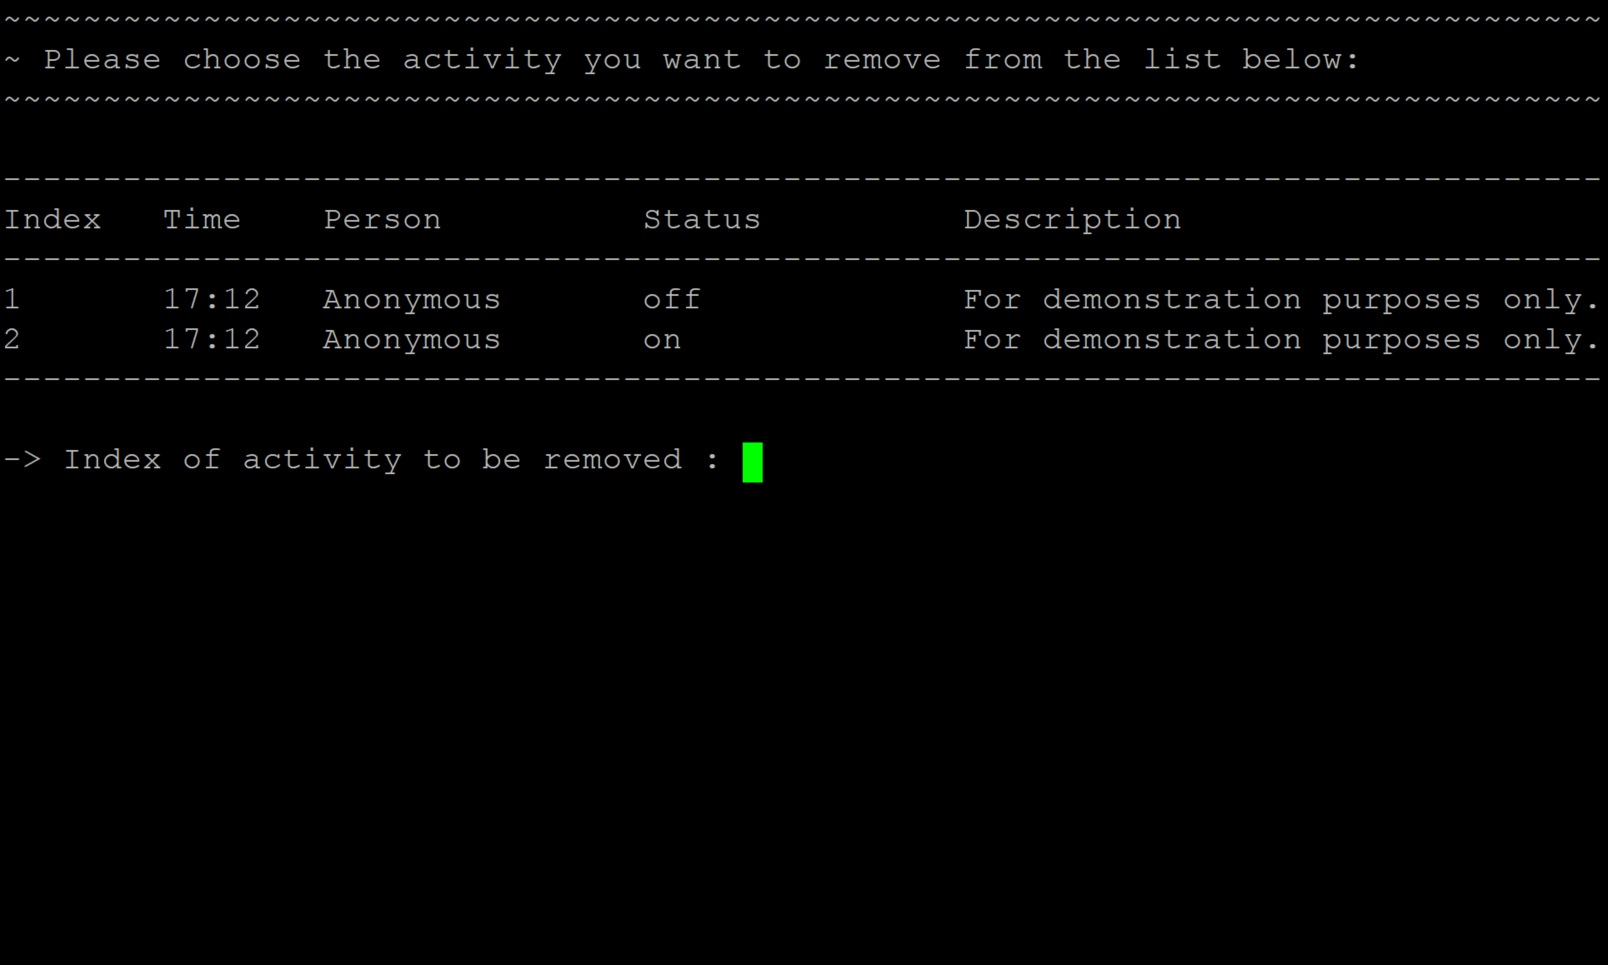 ~~~~~~~~~~~~~~~~~~~~~~~~~~~~~~~~~~~~~~~~~~~~~~~~~~~~~~~~~~~~~~~~~~~~~~~~~~~~~~~~
~ Please choose the activity you want to remove from the list below:
~~~~~~~~~~~~~~~~~~~~~~~~~~~~~~~~~~~~~~~~~~~~~~~~~~~~~~~~~~~~~~~~~~~~~~~~~~~~~~~~
--------------------------------------------------------------------------------
Index   Time    Person          Status          Description
--------------------------------------------------------------------------------
1       17:12   Anonymous       off             For demonstration purposes only.
2       17:12   Anonymous       on              For demonstration purposes only.
--------------------------------------------------------------------------------
-> Index of activity to be removed :